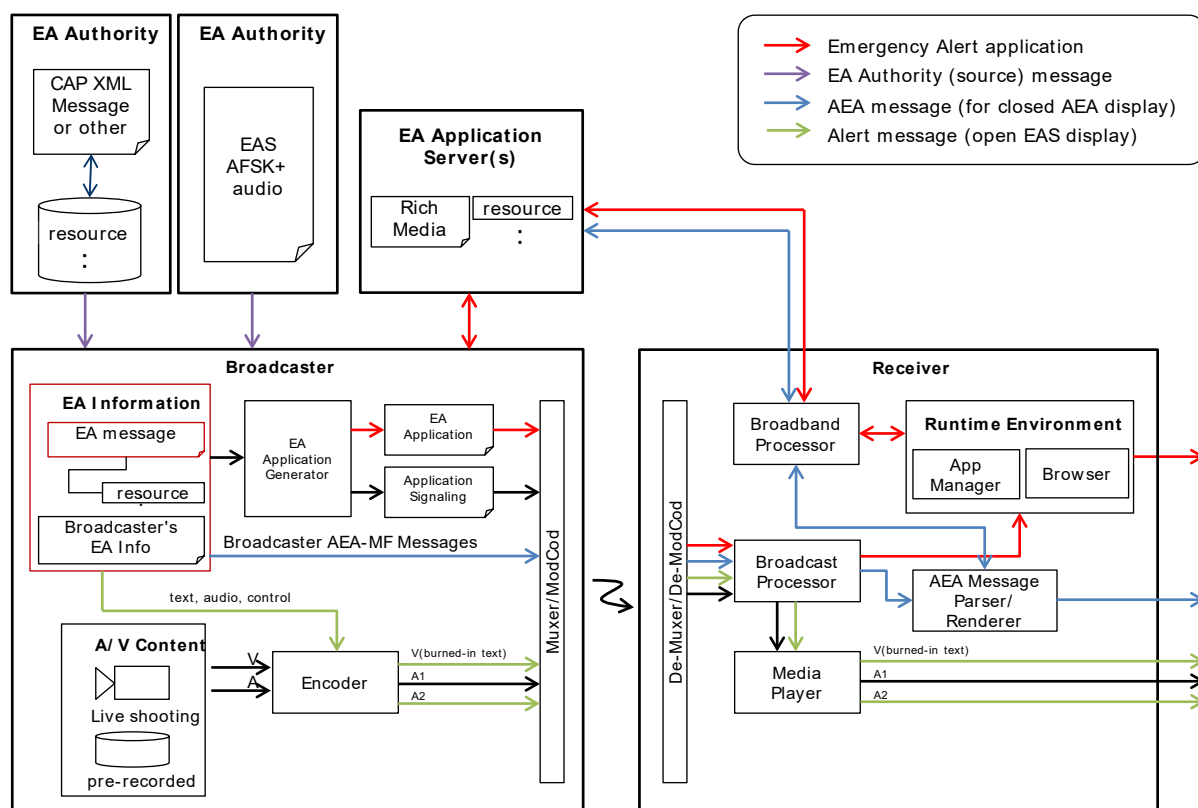 EA Authority
CAP XML
Message
or other
resource
:
EA Authority
EAS
AFSK+
audio
EA Application
Server(s)
Rich
Media
resource
:
Emergency Alert application
EA Authority (source) message
AEA message (for closed AEA display)
Alert message (open EAS display)
Broadcaster
EA Information
EA message
resource
:
Broadcaster's
EA Info
EA
Application
Generator
EA
Application
Application
Signaling
Broadcaster AEA-MF Messages
text, audio, control
A/ V Content
Live shooting
pre-recorded
V
A
Encoder
V(burned-in text)
A1
A2
Muxer/ModCod
Receiver
De-Muxer/De-ModCod
Broadband
Processor
Runtime Environment
App
Manager
Browser
Broadcast
Processor
AEA Message
Parser/
Renderer
Media
Player
V(burned-in text)
A1
A2